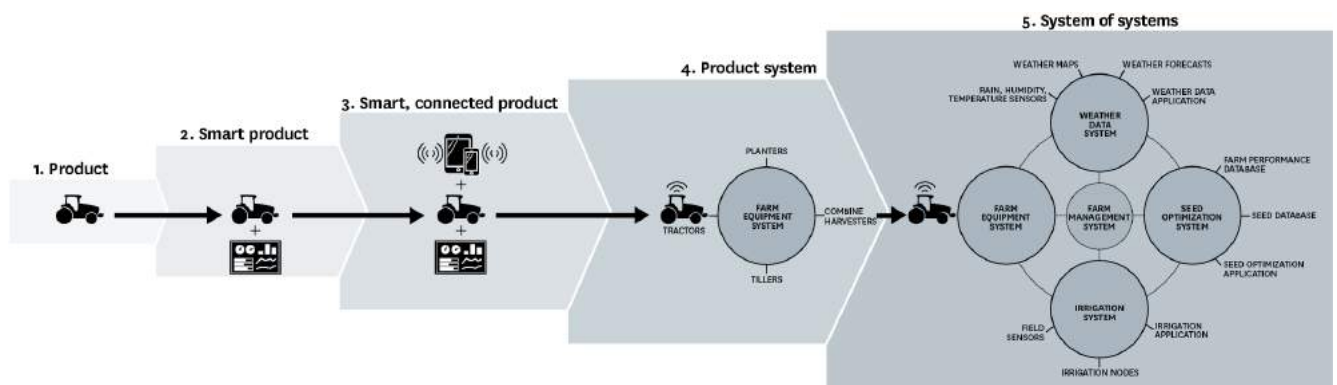 1. Product
2. Smart product
+
3. Smart, connected product
+
+
4. Product system
PLANTERS
TRACTORS
FARM
EQUIPMENT
SYSTEM
COMBINE
HARVESTERS
TILLERS
5. System of systems
WEATHER MAPS
WEATHER FORECASTS
RAIN, HUMIDITY,
TEMPERATURE SENSORS
WEATHER DATA
APPLICATION
WEATHER
DATA
SYSTEM
FARM PERFORMANCE
DATABASE
FARM
EQUIPMENT
SYSTEM
FARM
MANAGEMENT
SYSTEM
SEED
OPTIMIZATION
SYSTEM
SEED DATABASE
SEED OPTIMIZATION
APPLICATION
IRRIGATION
SYSTEM
FIELD
SENSORS
IRRIGATION
APPLICATION
IRRIGATION NODES